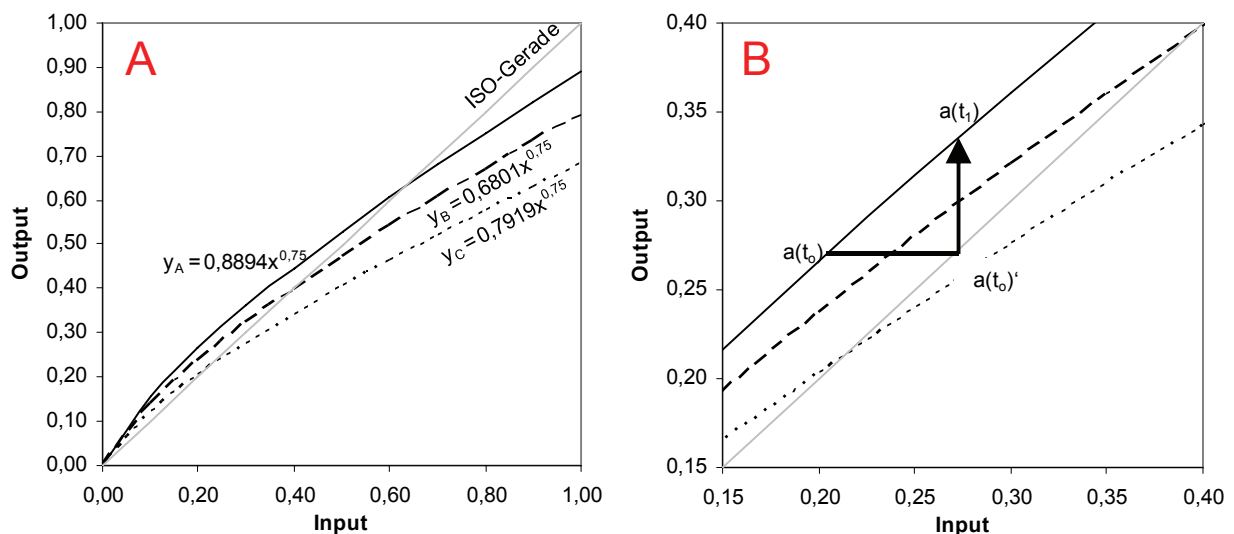 A
1,00
0,90
0,80
0,70
0,60
0,50
0,40
0,30
0,20
0,10
0,00
Output
0,00
0,20
0,40
0,60
0,80
1,00
Input
ISO-Gerade
y_A = 0,8894x^0,75
y_B = 0,6801x^0,75
y_C = 0,7919x^0,75
B
0,40
0,35
0,30
0,25
0,20
0,15
Output
0,15
0,20
0,25
0,30
0,35
0,40
Input
a(t_1)
a(t_o)
a(t_o)‘